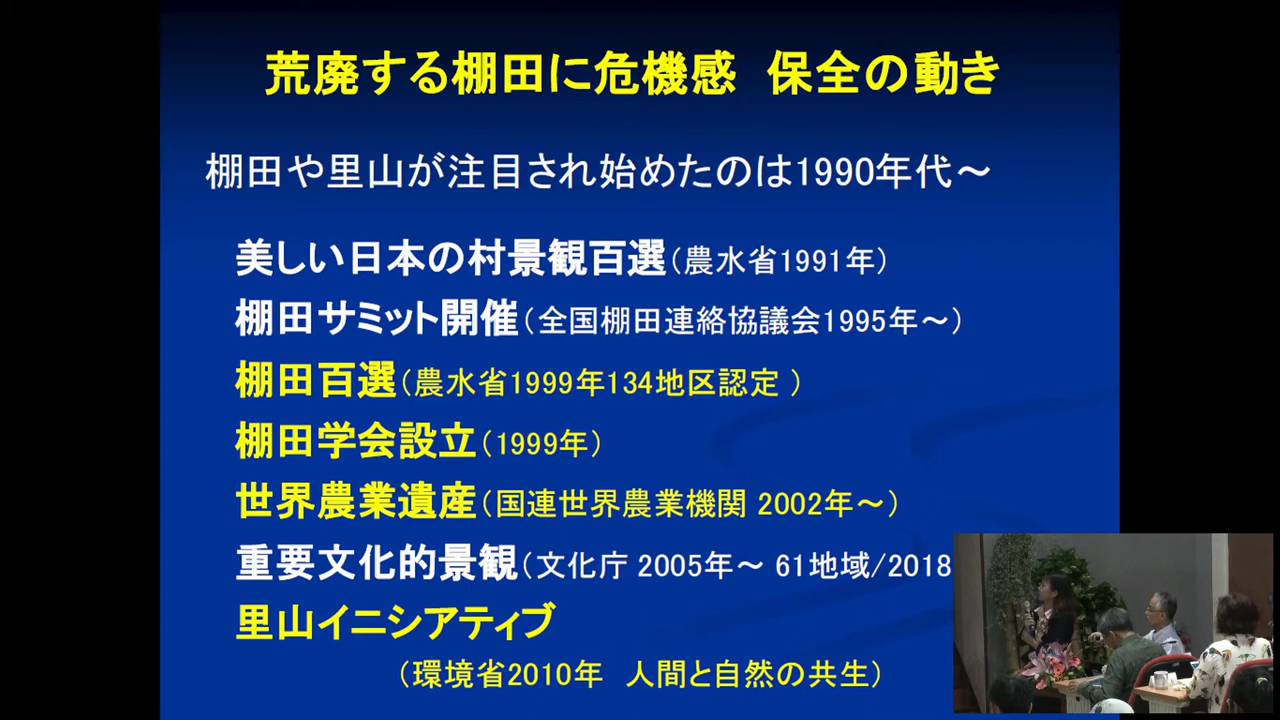 荒廃する棚田に危機感　保全の動き
棚田や里山が注目され始めたのは1990年代～
美しい日本の村景観百選（農水省1991年）
棚田サミット開催（全国棚田連絡協議会1995年～）
棚田百選（農水省1999年134地区認定 ）
棚田学会設立（1999年）
世界農業遺産（国連世界農業機関 2002年～）
重要文化的景観（文化庁 2005年～ 61地域/2018
里山イニシアティブ
（環境省2010年　人間と自然の共生）